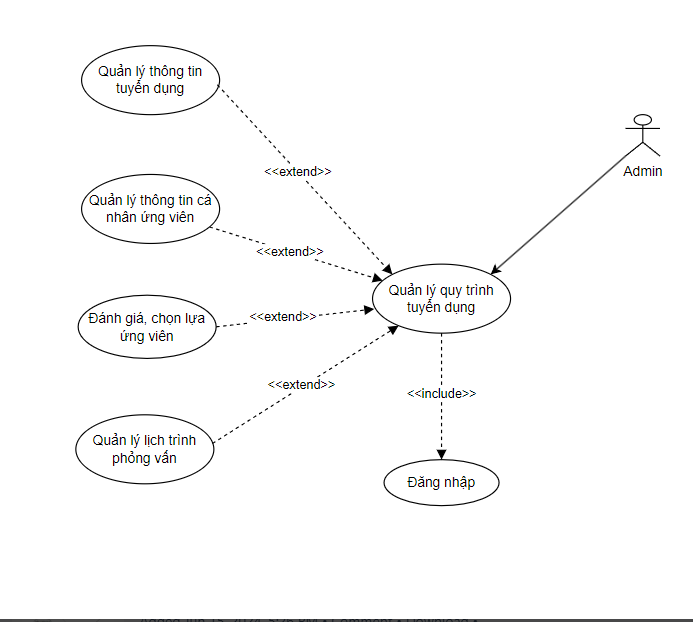 Quản lý thông tin
tuyển dụng
<<extend>>
Admin
Quản lý thông tin cá
nhân ứng viên
<<extend>>
Quản lý quy trình
tuyển dụng
Đánh giá, chọn lựa
ứng viên
<<extend>>
<<extend>>
<<include>>
Quản lý lịch trình
phỏng vấn
Đăng nhập